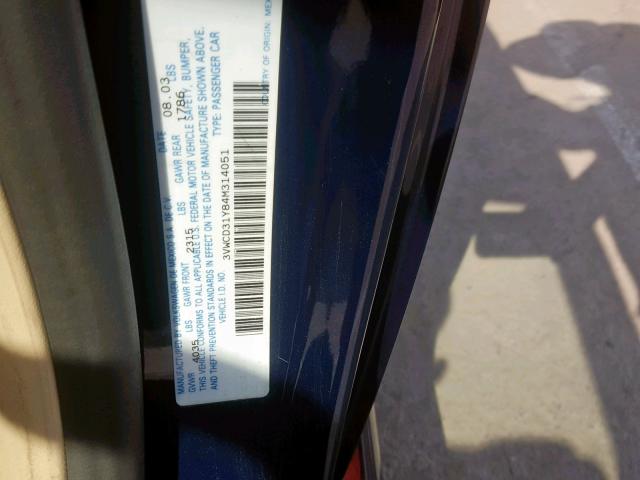 MANUFACTURED BY VOLKSWAGEN DE MEXICO S.A. DE C.V. DATE 08.03
GVWR 4035 LBS GAWR FRONT 2315 LBS GAWR REAR 1786 LBS
THIS VEHICLE CONFORMS TO ALL APPLICABLE U.S. FEDERAL MOTOR VEHICLE SAFETY, BUMPER,
AND THEFT PREVENTION STANDARDS IN EFFECT ON THE DATE OF MANUFACTURE SHOWN ABOVE.
VEHICLE I.D. NO. TYPE: PASSENGER CAR
3VWCD31Y84M314051
COUNTRY OF ORIGIN: